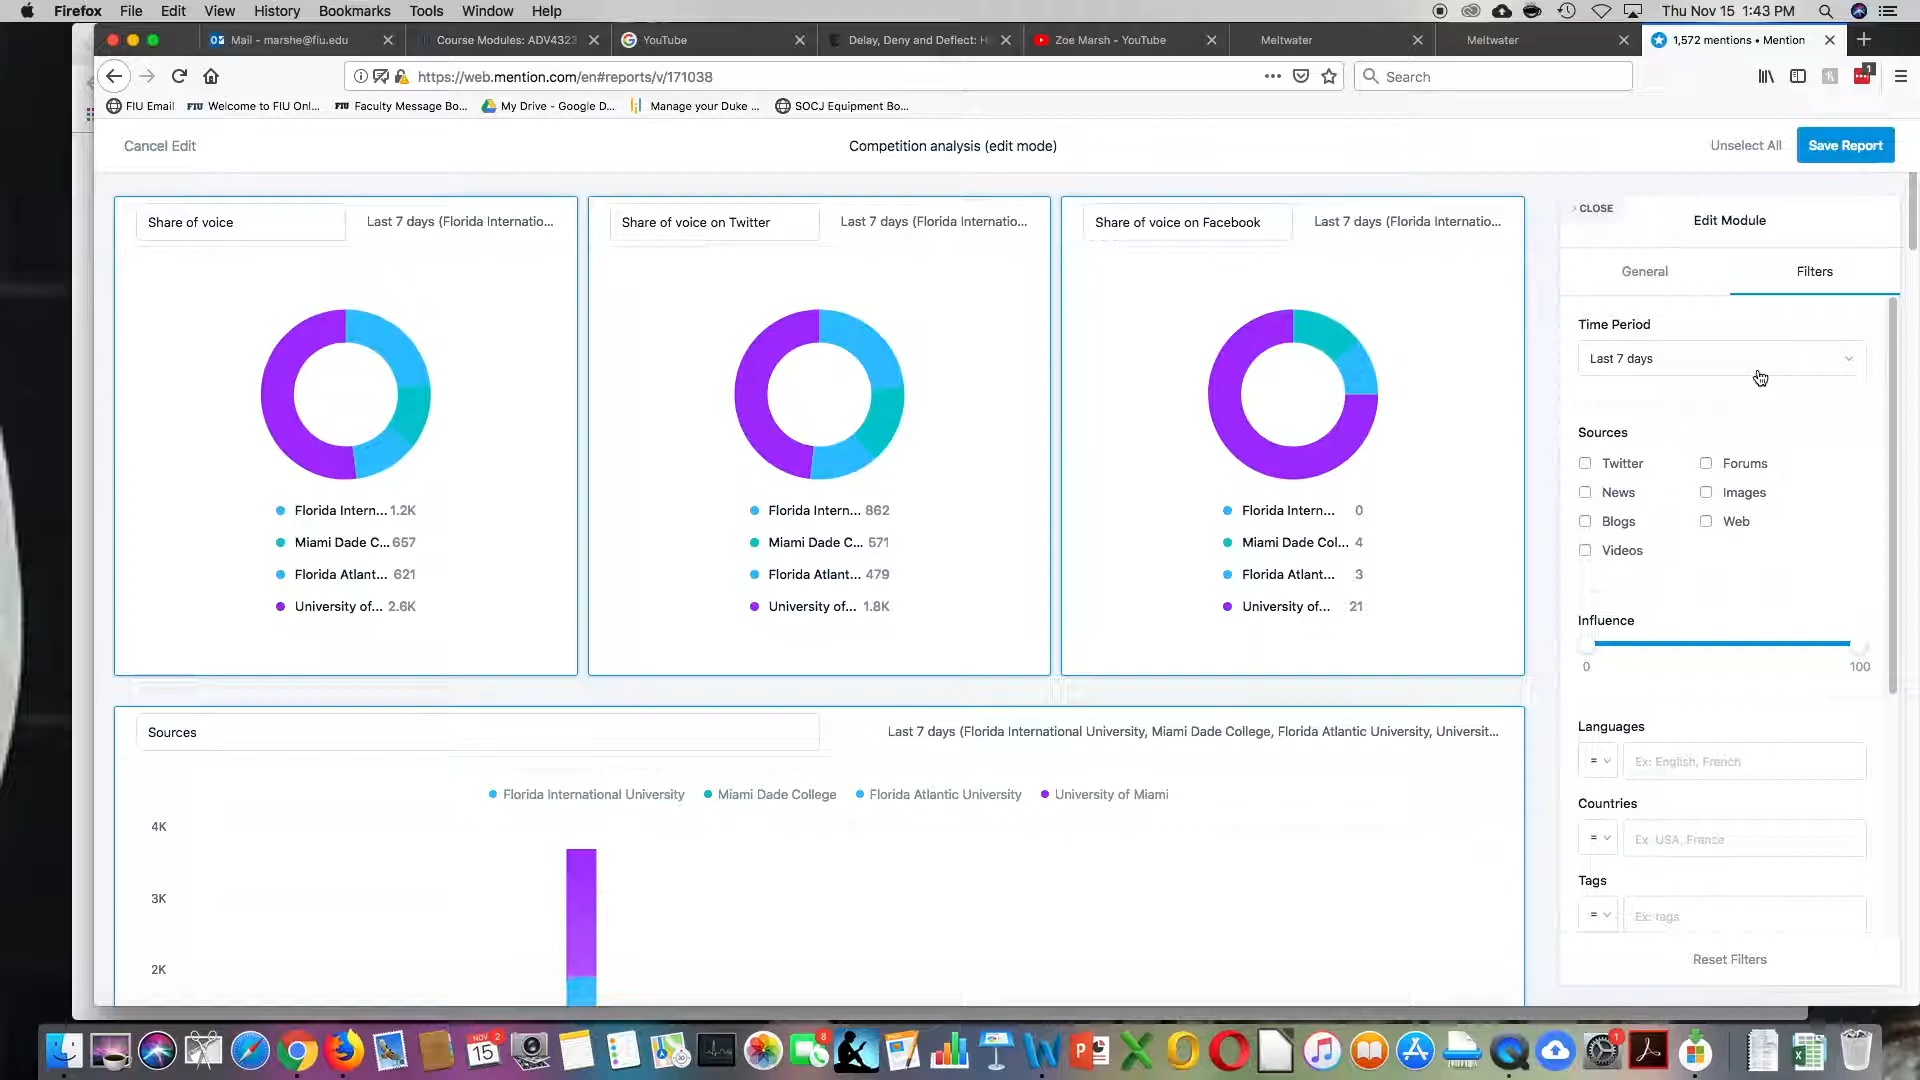 Firefox File Edit View History Bookmarks Tools Window Help Thu Nov 15 1:43 PM
Mail - marshe@fiu.edu Course Modules: ADV4323 YouTube Delay, Deny and Deflect: H Zoe Marsh - YouTube Meltwater Meltwater 1,572 mentions • Mention
https://web.mention.com/en#reports/v/171038 Search 1
FIU Email FIU Welcome to FIU Onl... FIU Faculty Message Bo... My Drive - Google D... Manage your Duke ... SOCJ Equipment Bo...
Cancel Edit Competition analysis (edit mode) Unselect All Save Report
Share of voice Last 7 days (Florida Internatio...
Florida Intern... 1.2K
Miami Dade C... 657
Florida Atlant... 621
University of... 2.6K
Share of voice on Twitter Last 7 days (Florida Internatio...
Florida Intern... 862
Miami Dade C... 571
Florida Atlant... 479
University of... 1.8K
Share of voice on Facebook Last 7 days (Florida Internatio...
Florida Intern... 0
Miami Dade Col... 4
Florida Atlant... 3
University of... 21
Sources Last 7 days (Florida International University, Miami Dade College, Florida Atlantic University, Universit...
Florida International University Miami Dade College Florida Atlantic University University of Miami
4K
3K
2K
> CLOSE
Edit Module
General Filters
Time Period
Last 7 days
Sources
Twitter Forums
News Images
Blogs Web
Videos
Influence
0 100
Languages
= Ex: English, French
Countries
= Ex: USA, France
Tags
= Ex: tags
Reset Filters
NOV 2
15
8
1